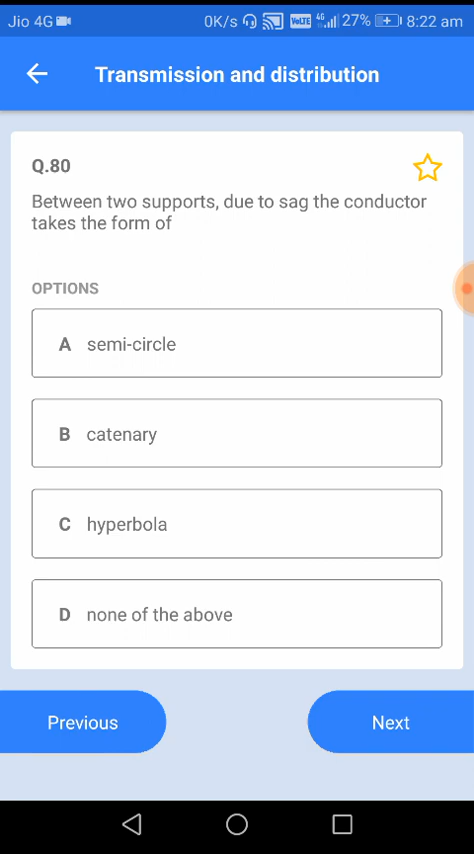 Jio 4G 0K/s VoLTE 4G 27% 8:22 am
Transmission and distribution
Q.80
Between two supports, due to sag the conductor
takes the form of
OPTIONS
A semi-circle
B catenary
C hyperbola
D none of the above
Previous Next